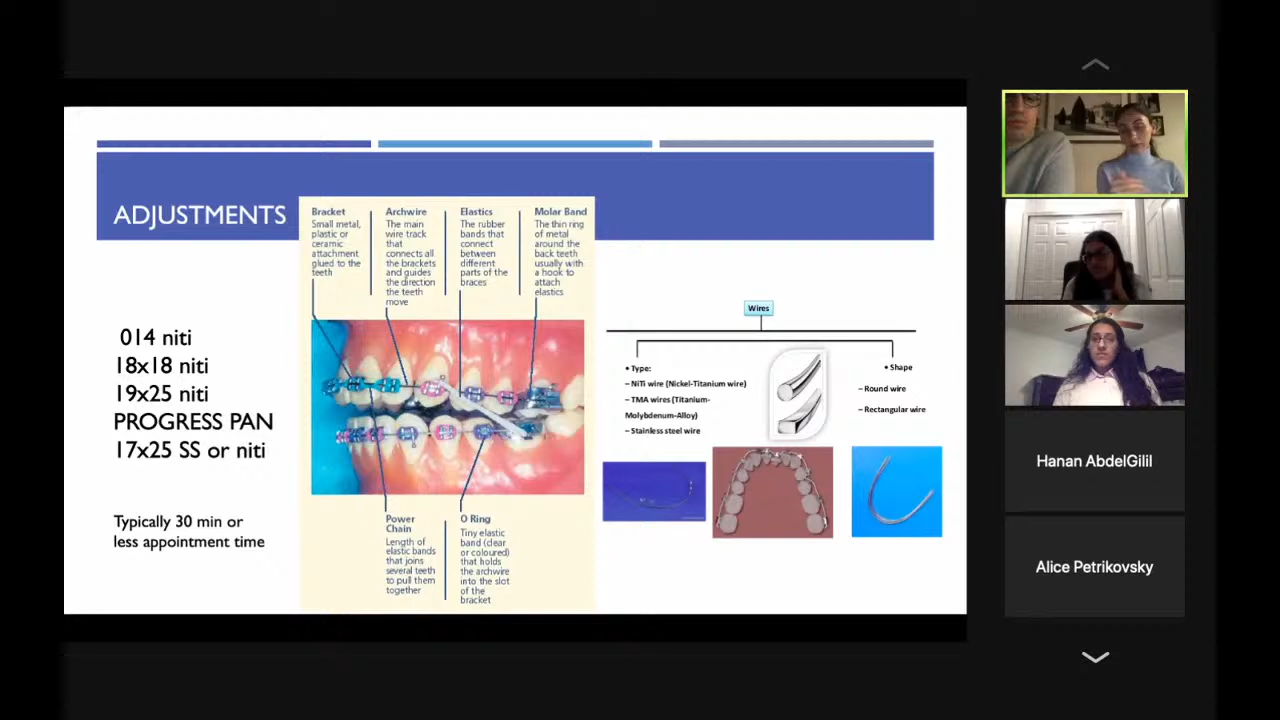 ADJUSTMENTS
014 niti
18x18 niti
19x25 niti
PROGRESS PAN
17x25 SS or niti
Typically 30 min or
less appointment time
Bracket
Small metal,
plastic or
ceramic
attachment
glued to the
teeth
Archwire
The main
wire track
that
connects all
the brackets
and guides
the direction
the teeth
move
Elastics
The rubber
bands that
connect
between
different
parts of the
braces
Molar Band
The thin ring
of metal
around the
back teeth
usually with
a hook to
attach
elastics
Power
Chain
Length of
elastic bands
that joins
several teeth
to pull them
together
O Ring
Tiny elastic
band (clear
or coloured)
that holds
the archwire
into the slot
of the
bracket
Wires
• Type:
– NiTi wire (Nickel-Titanium wire)
– TMA wires (Titanium-
Molybdenum-Alloy)
– Stainless steel wire
• Shape
– Round wire
– Rectangular wire
Hanan AbdelGilil
Alice Petrikovsky